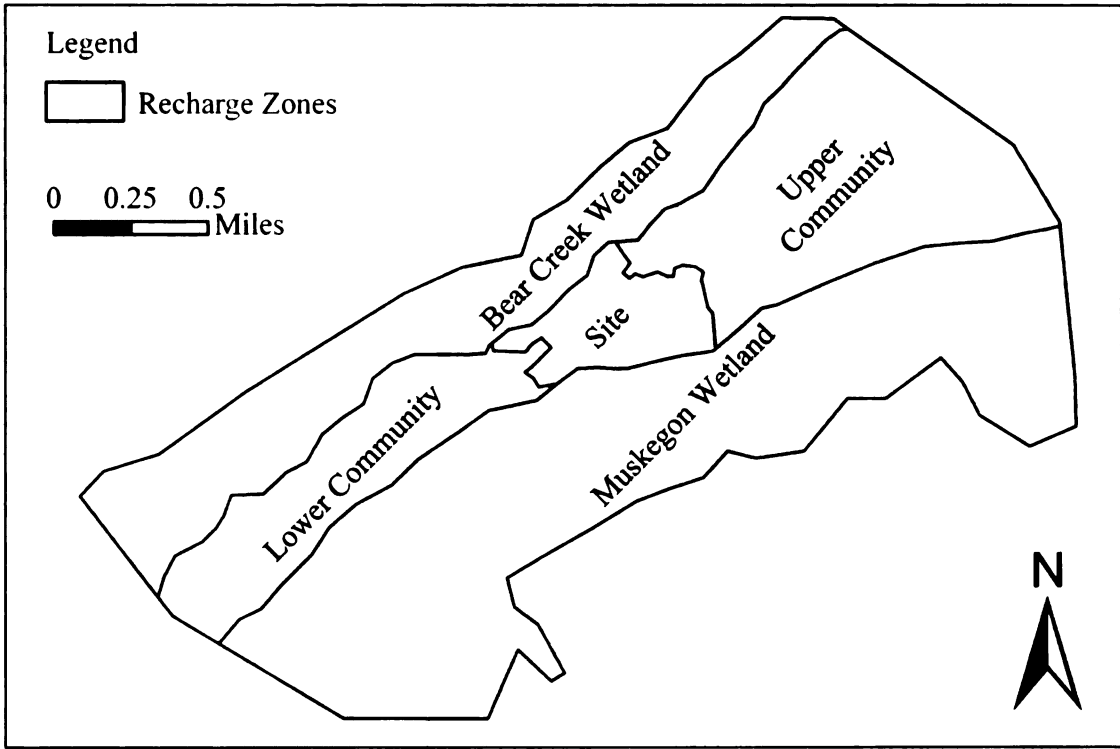 Legend
Recharge Zones
0 0.25 0.5
Miles
Bear Creek Wetland
Upper
Community
Site
Muskegon Wetland
Lower Community
N